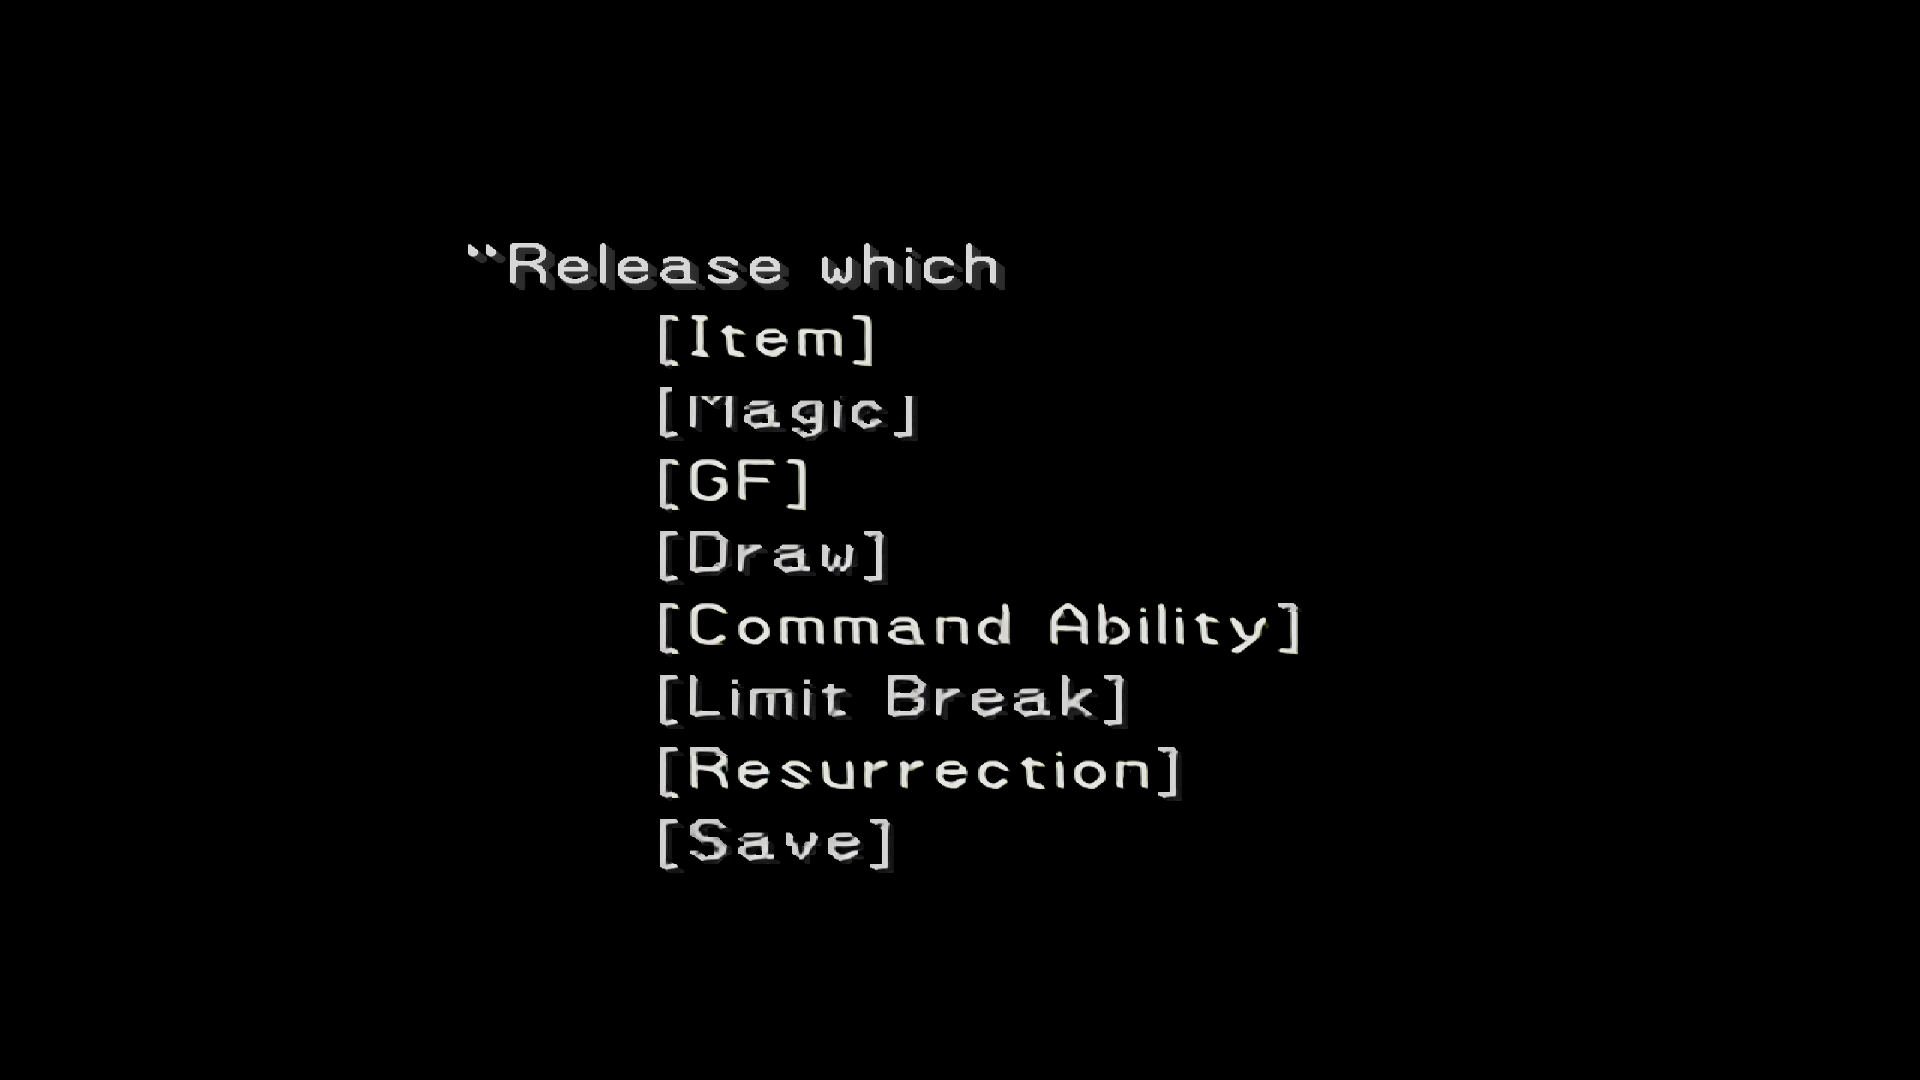 “Release which
[Item]
[Magic]
[GF]
[Draw]
[Command Ability]
[Limit Break]
[Resurrection]
[Save]